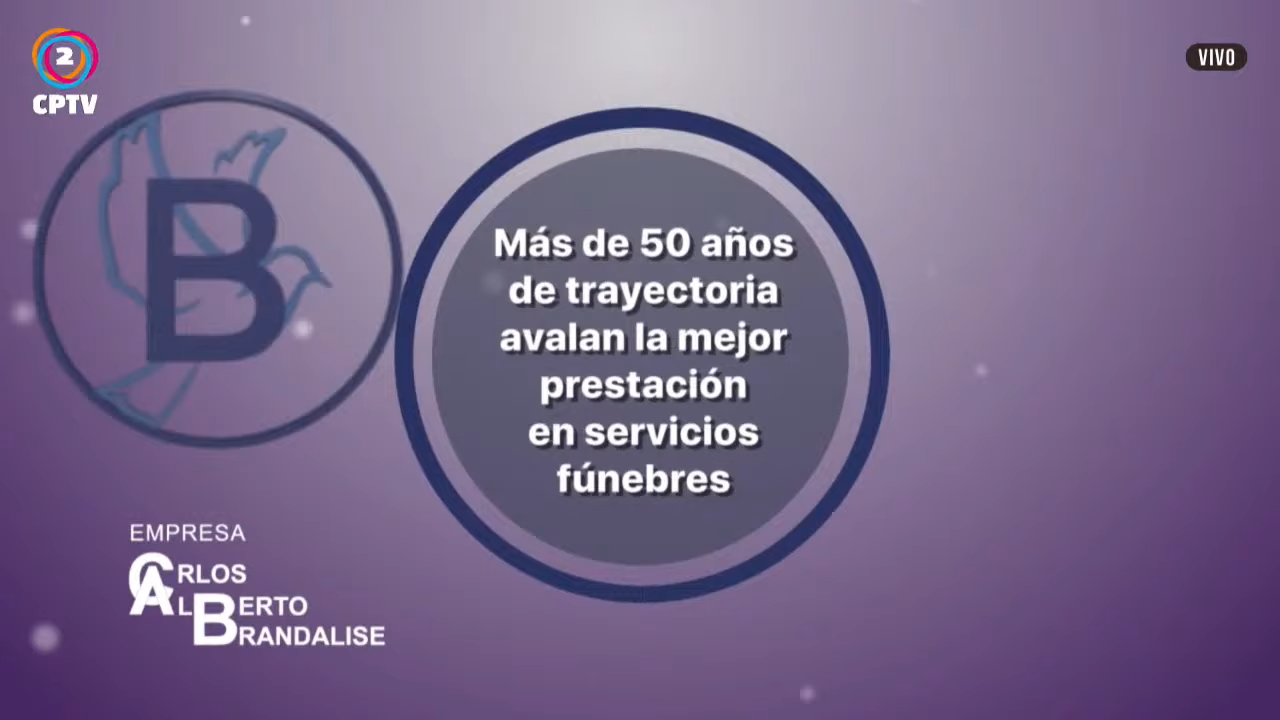 2
CPTV
VIVO
B
Más de 50 años
de trayectoria
avalan la mejor
prestación
en servicios
fúnebres
EMPRESA
CARLOS
ALBERTO
BRANDALISE